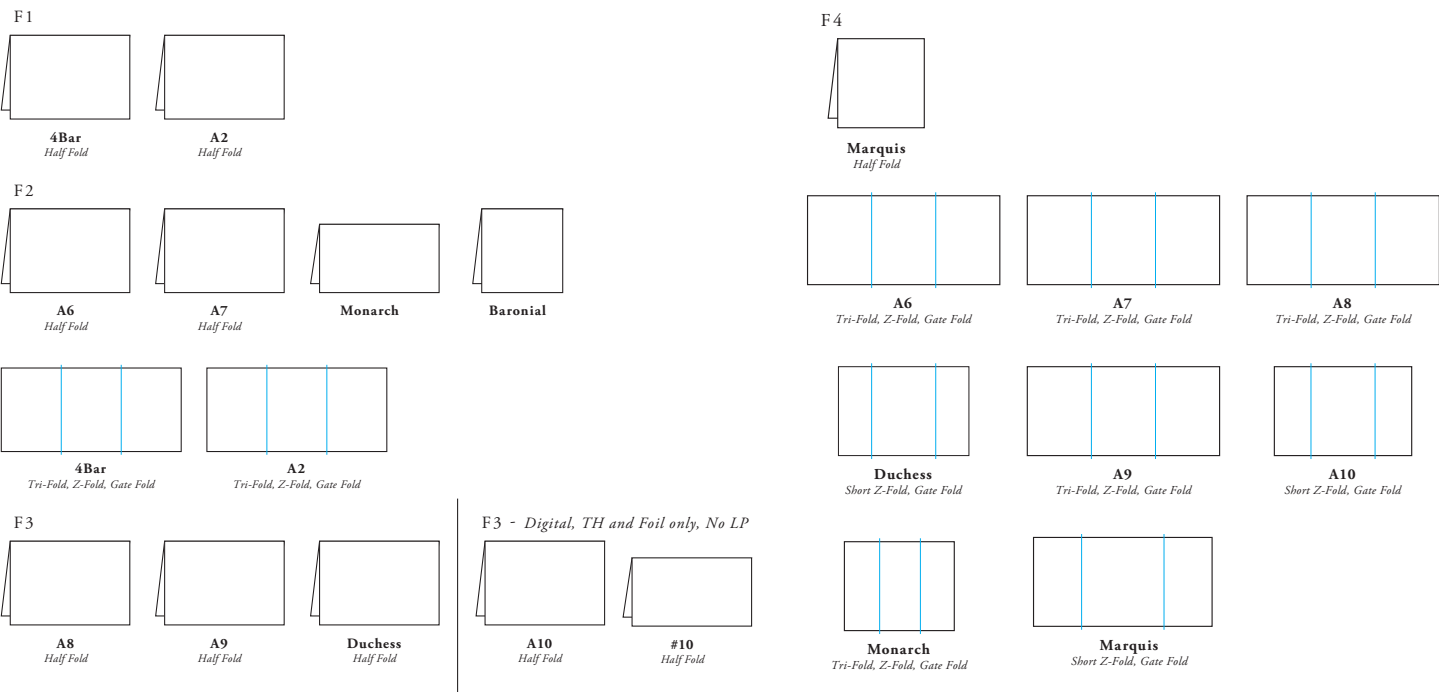 F1
4Bar
Half Fold
A2
Half Fold
F2
A6
Half Fold
A7
Half Fold
Monarch
Baronial
4Bar
Tri-Fold, Z-Fold, Gate Fold
A2
Tri-Fold, Z-Fold, Gate Fold
F3
A8
Half Fold
A9
Half Fold
Duchess
Half Fold
F3 - Digital, TH and Foil only, No LP
A10
Half Fold
#10
Half Fold
F4
Marquis
Half Fold
A6
Tri-Fold, Z-Fold, Gate Fold
A7
Tri-Fold, Z-Fold, Gate Fold
A8
Tri-Fold, Z-Fold, Gate Fold
Duchess
Short Z-Fold, Gate Fold
A9
Tri-Fold, Z-Fold, Gate Fold
A10
Short Z-Fold, Gate Fold
Monarch
Tri-Fold, Z-Fold, Gate Fold
Marquis
Short Z-Fold, Gate Fold